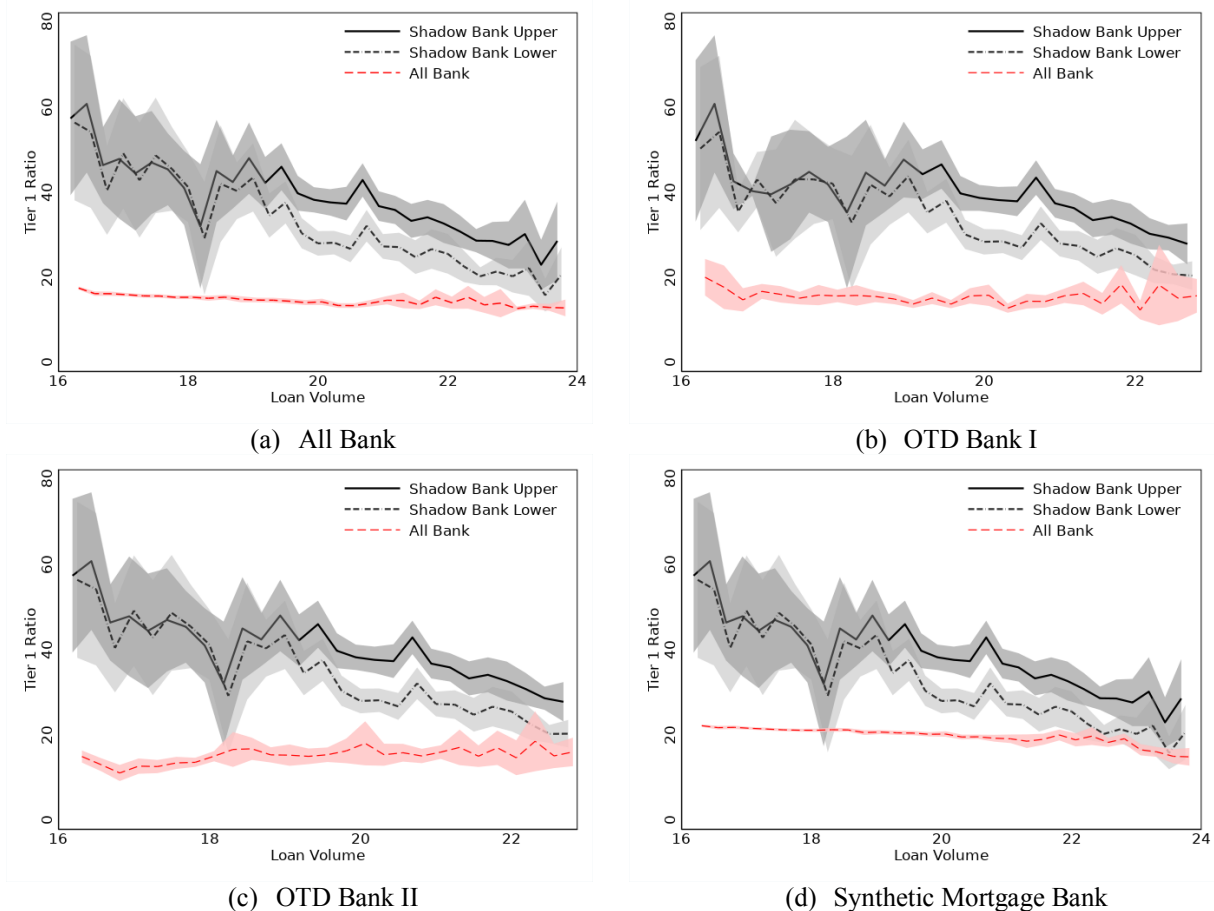 80
60
40
20
0
Tier 1 Ratio
Shadow Bank Upper
Shadow Bank Lower
All Bank
16 18 20 22 24
Loan Volume
(a) All Bank
80
60
40
20
0
Tier 1 Ratio
Shadow Bank Upper
Shadow Bank Lower
All Bank
16 18 20 22
Loan Volume
(b) OTD Bank I
80
60
40
20
0
Tier 1 Ratio
Shadow Bank Upper
Shadow Bank Lower
All Bank
16 18 20 22
Loan Volume
(c) OTD Bank II
80
60
40
20
0
Tier 1 Ratio
Shadow Bank Upper
Shadow Bank Lower
All Bank
16 18 20 22 24
Loan Volume
(d) Synthetic Mortgage Bank